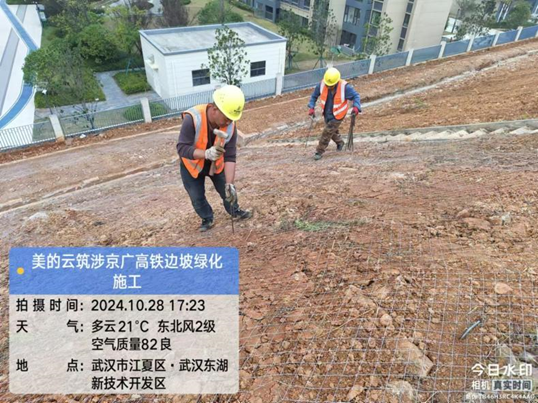 美的云筑涉京广高铁边坡绿化
施工
拍摄时间：2024.10.28 17:23
天　　气：多云21℃ 东北风2级
空气质量82良
地　　点：武汉市江夏区·武汉东湖
新技术开发区
今日水印
相机 真实时间